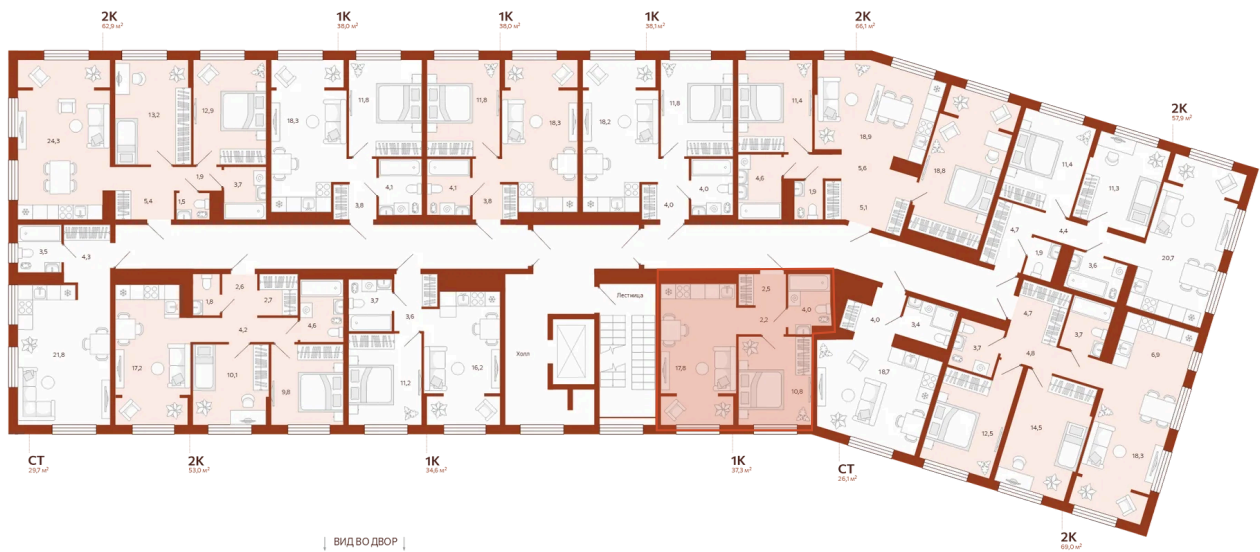 2К
62,9 м²
1К
38,0 м²
1К
38,0 м²
1К
38,1 м²
2К
66,1 м²
2К
57,9 м²
24,3
13,2
12,9
18,3
11,8
11,8
18,3
18,2
11,8
11,4
18,9
18,8
11,4
11,3
20,7
1,9
3,7
1,5
5,4
4,1
3,8
4,1
3,8
4,0
4,0
4,6
1,9
5,6
5,1
4,7
4,4
1,9
3,6
3,5
4,3
21,8
1,8
2,6
2,7
4,2
4,6
17,2
10,1
9,8
3,7
3,6
11,2
16,2
Холл
Лестница
2,5
2,2
4,0
17,8
10,8
4,0
3,4
18,7
3,7
4,7
4,8
3,7
6,9
12,5
14,5
18,3
СТ
29,7 м²
2К
53,0 м²
1К
34,6 м²
1К
37,3 м²
СТ
26,1 м²
2К
69,0 м²
ВИД ВО ДВОР